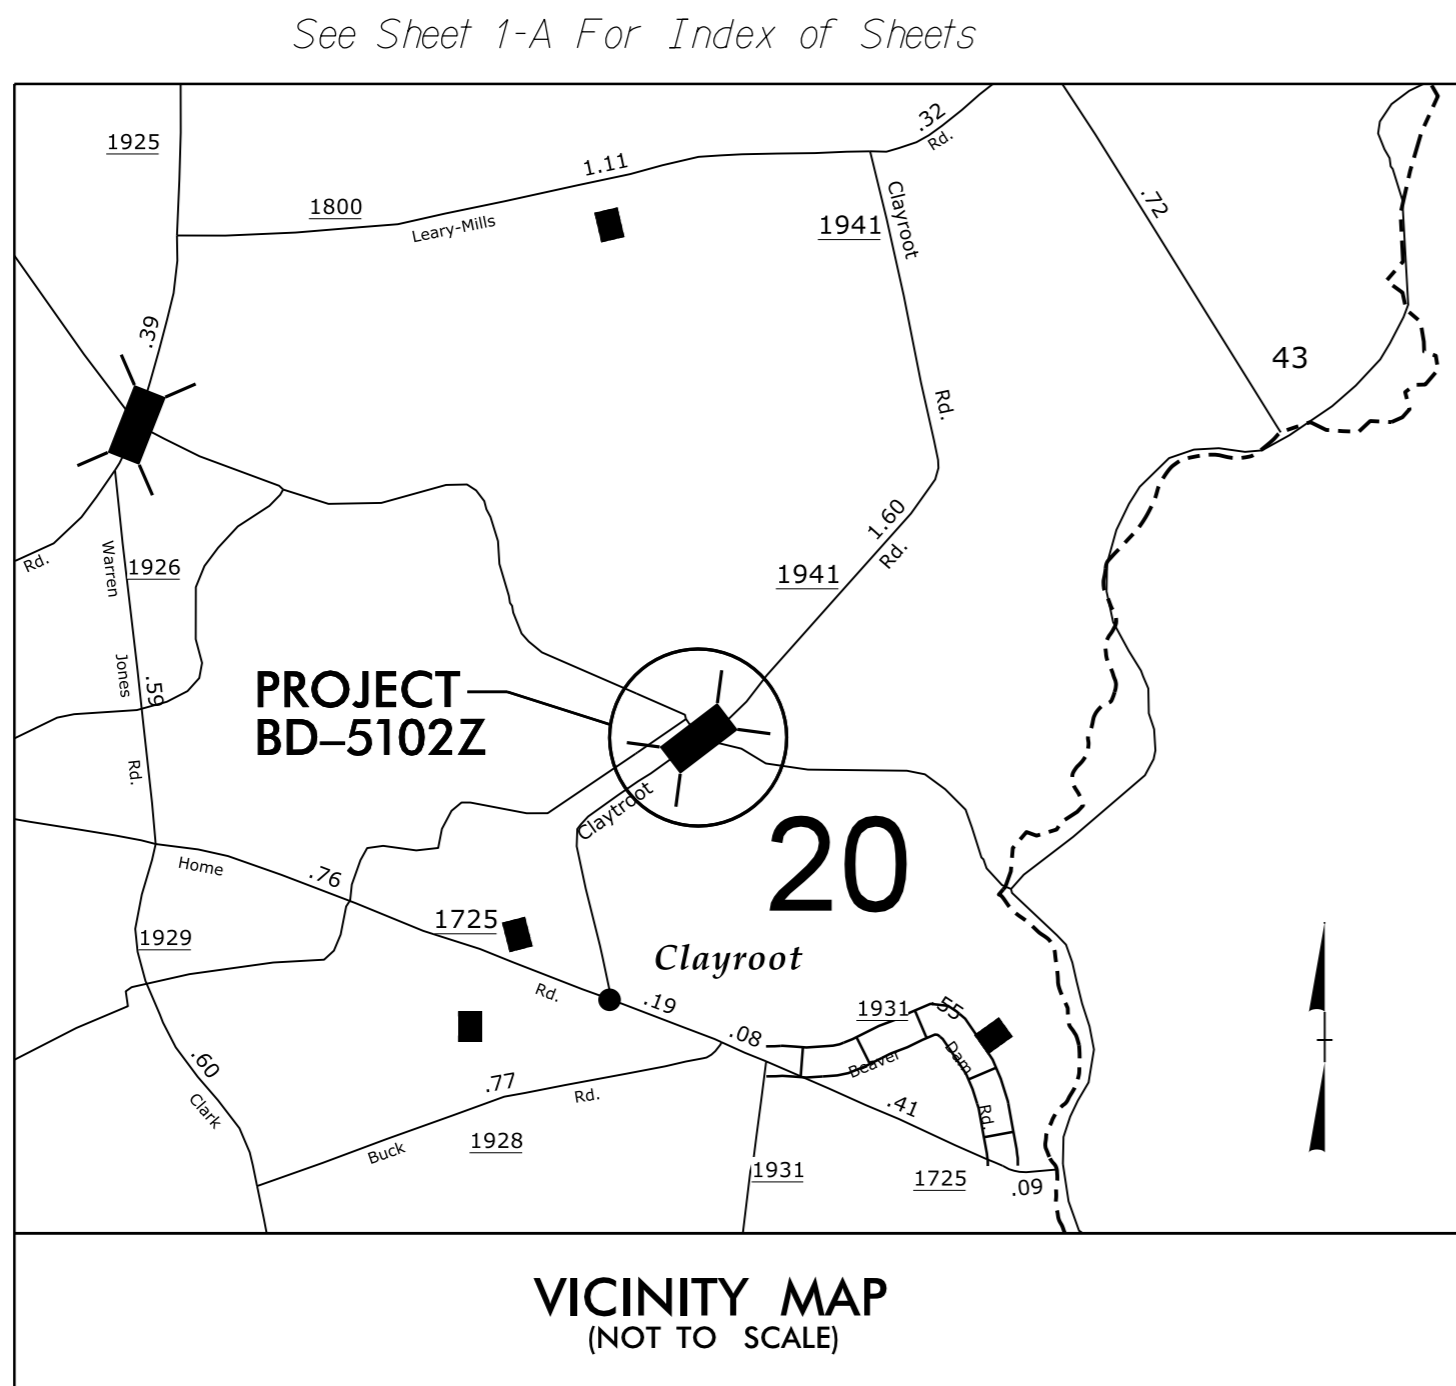 See Sheet 1-A For Index of Sheets
1925
.32
Rd.
1.11
1800
Leary-Mills
1941
Clayroot
.72
.39
43
Rd.
1.60
Rd.
Rd.
Warren
1926
1941
Jones
.59
PROJECT
BD–5102Z
Rd.
Claytroot
20
Home
.76
1725
1929
Clayroot
Rd.
.19
.08
1931
.55
Beaver
Dam
.60
.77
Rd.
Clark
.41
Rd.
Buck
1928
1931
1725
.09
VICINITY MAP
(NOT TO SCALE)